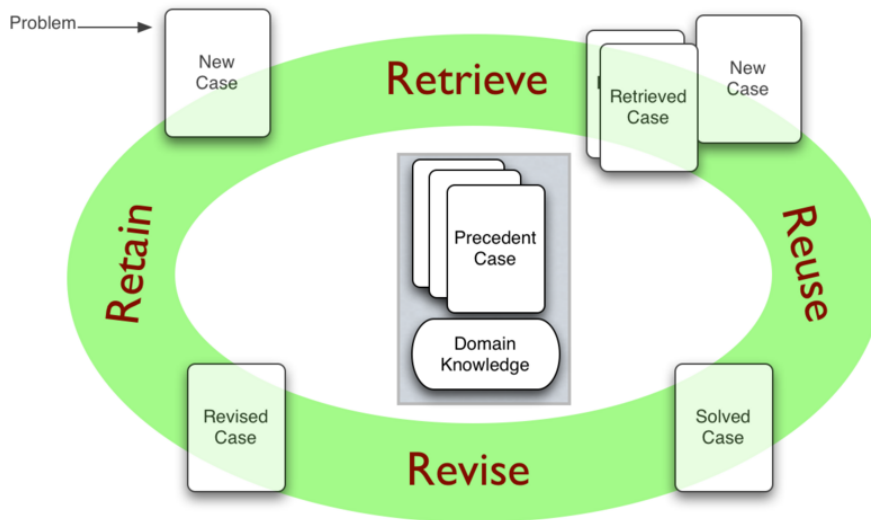 Problem
New
Case
Retrieve
Retrieved
Case
New
Case
Retain
Precedent
Case
Reuse
Domain
Knowledge
Revised
Case
Revise
Solved
Case